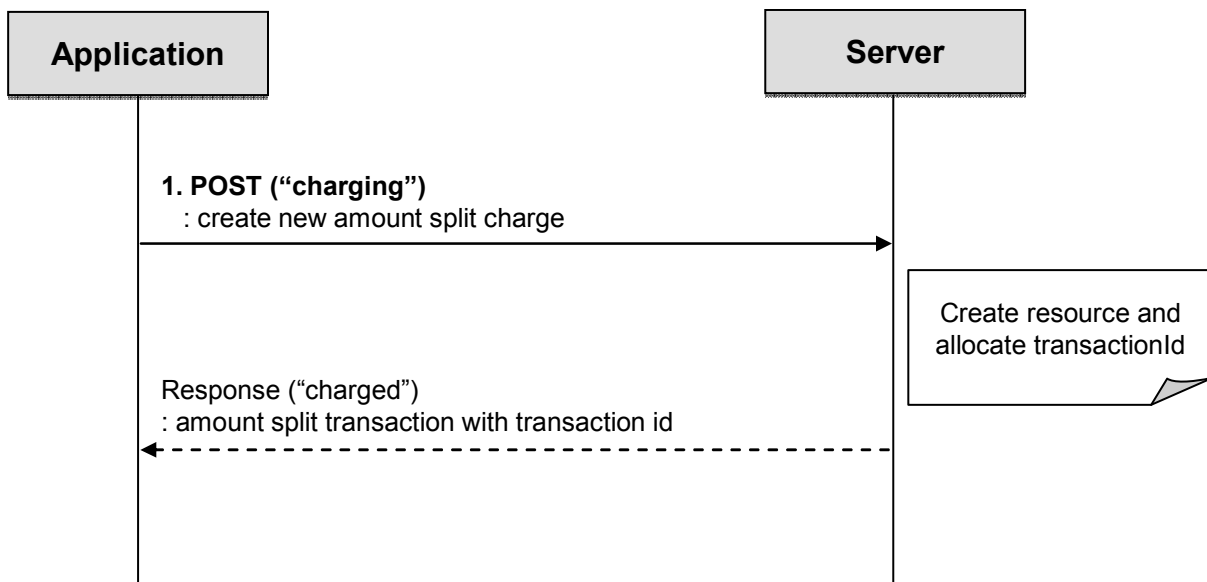 Application
Server
1. POST (“charging”)
: create new amount split charge
Create resource and
allocate transactionId
Response (“charged”)
: amount split transaction with transaction id